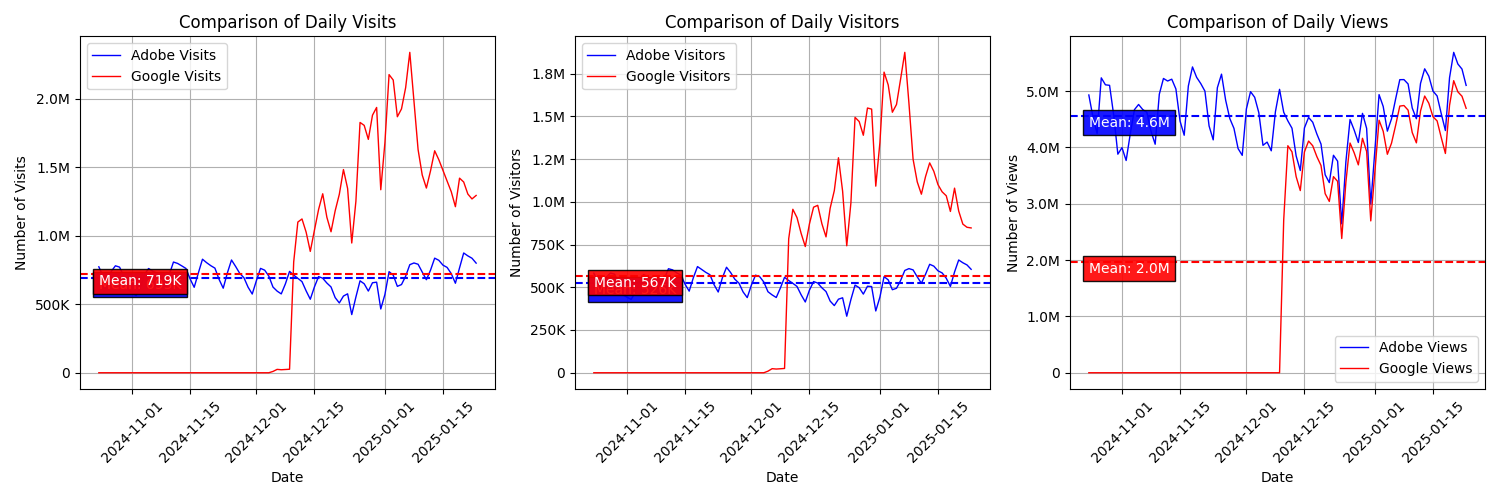 Comparison of Daily Visits
Number of Visits
2.0M
1.5M
1.0M
500K
0
Adobe Visits
Google Visits
Mean: 719K
2024-11-01
2024-11-15
2024-12-01
2024-12-15
2025-01-01
2025-01-15
Date
Comparison of Daily Visitors
Number of Visitors
1.8M
1.5M
1.2M
1.0M
750K
500K
250K
0
Adobe Visitors
Google Visitors
Mean: 567K
2024-11-01
2024-11-15
2024-12-01
2024-12-15
2025-01-01
2025-01-15
Date
Comparison of Daily Views
Number of Views
5.0M
4.0M
3.0M
2.0M
1.0M
0
Mean: 4.6M
Mean: 2.0M
Adobe Views
Google Views
2024-11-01
2024-11-15
2024-12-01
2024-12-15
2025-01-01
2025-01-15
Date